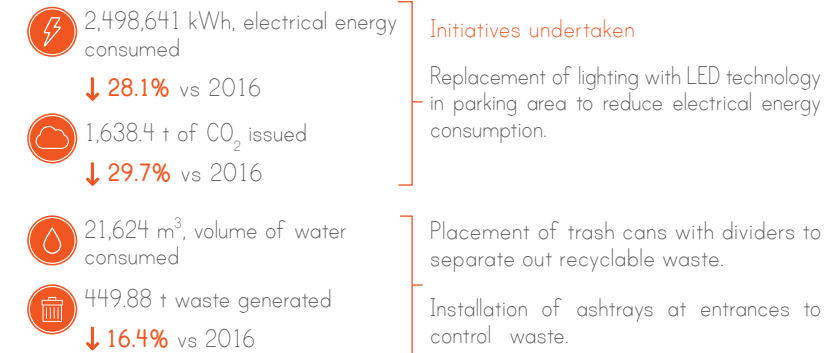 2,498,641 kWh, electrical energy
consumed
↓ 28.1% vs 2016
1,638.4 t of CO₂ issued
↓ 29.7% vs 2016
Initiatives undertaken
Replacement of lighting with LED technology
in parking area to reduce electrical energy
consumption.
21,624 m³, volume of water
consumed
449.88 t waste generated
↓ 16.4% vs 2016
Placement of trash cans with dividers to
separate out recyclable waste.
Installation of ashtrays at entrances to
control waste.